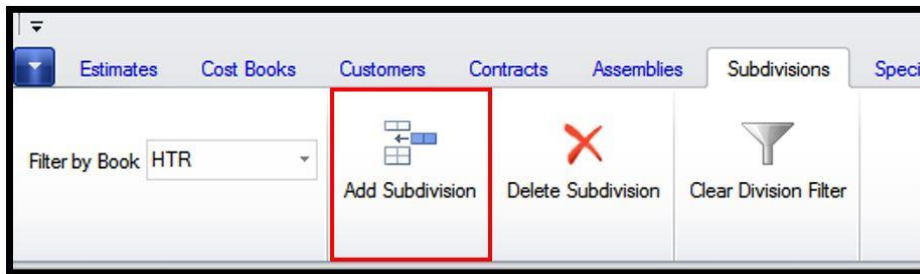 Estimates Cost Books Customers Contracts Assemblies Subdivisions Speci
Filter by Book HTR
Add Subdivision Delete Subdivision Clear Division Filter